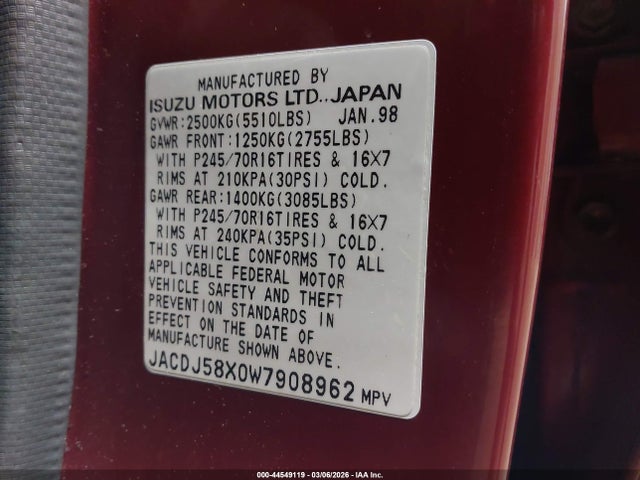 MANUFACTURED BY
ISUZU MOTORS LTD., JAPAN
GVWR:2500KG(5510LBS) JAN.98
GAWR FRONT:1250KG(2755LBS)
WITH P245/70R16TIRES & 16X7
RIMS AT 210KPA(30PSI) COLD.
GAWR REAR:1400KG(3085LBS)
WITH P245/70R16TIRES & 16X7
RIMS AT 240KPA(35PSI) COLD.
THIS VEHICLE CONFORMS TO ALL
APPLICABLE FEDERAL MOTOR
VEHICLE SAFETY AND THEFT
PREVENTION STANDARDS IN
EFFECT ON THE DATE OF
MANUFACTURE SHOWN ABOVE.
JACDJ58X0W7908962 MPV
000-44549119 - 03/06/2026 - IAA Inc.